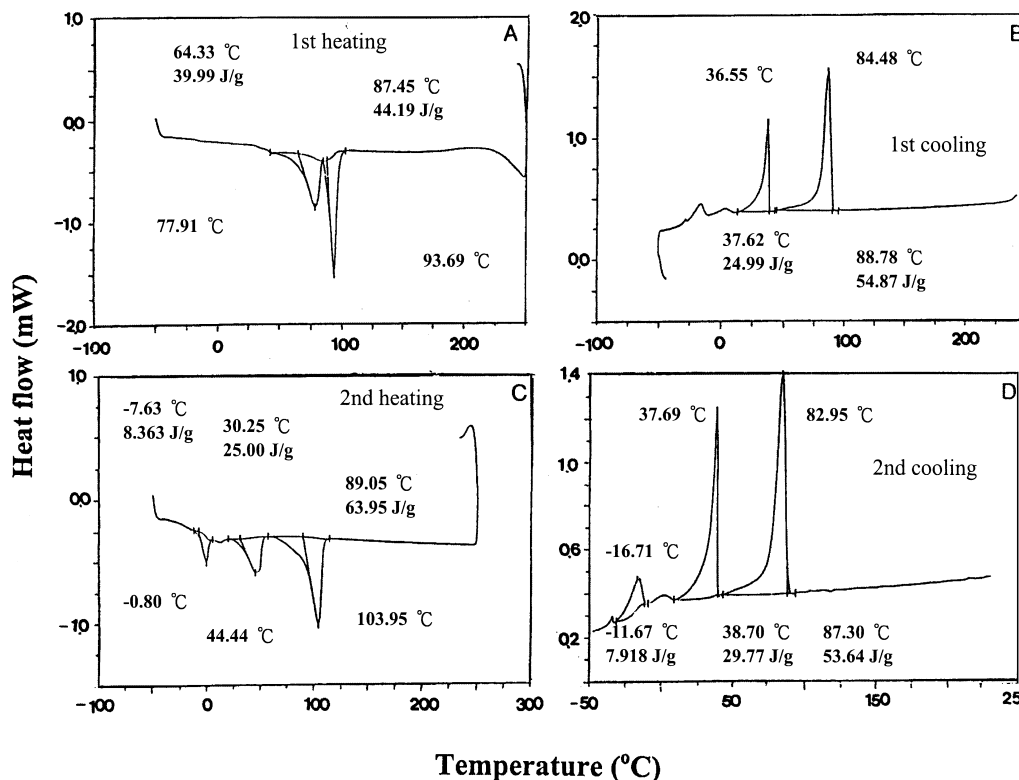 Heat flow (mW)
A
1st heating
64.33 ℃
39.99 J/g
87.45 ℃
44.19 J/g
77.91 ℃
93.69 ℃
1.0
0.0
-1.0
-2.0
-100 0 100 200
B
1st cooling
36.55 ℃
84.48 ℃
37.62 ℃
24.99 J/g
88.78 ℃
54.87 J/g
2.0
1.0
0.0
-100 0 100 200
C
2nd heating
-7.63 ℃
8.363 J/g
30.25 ℃
25.00 J/g
89.05 ℃
63.95 J/g
-0.80 ℃
44.44 ℃
103.95 ℃
10
0.0
-10
-100 0 100 200 300
D
2nd cooling
37.69 ℃
82.95 ℃
-16.71 ℃
-11.67 ℃
7.918 J/g
38.70 ℃
29.77 J/g
87.30 ℃
53.64 J/g
1.4
1.0
0.6
0.2
-50 50 150 25
Temperature (°C)